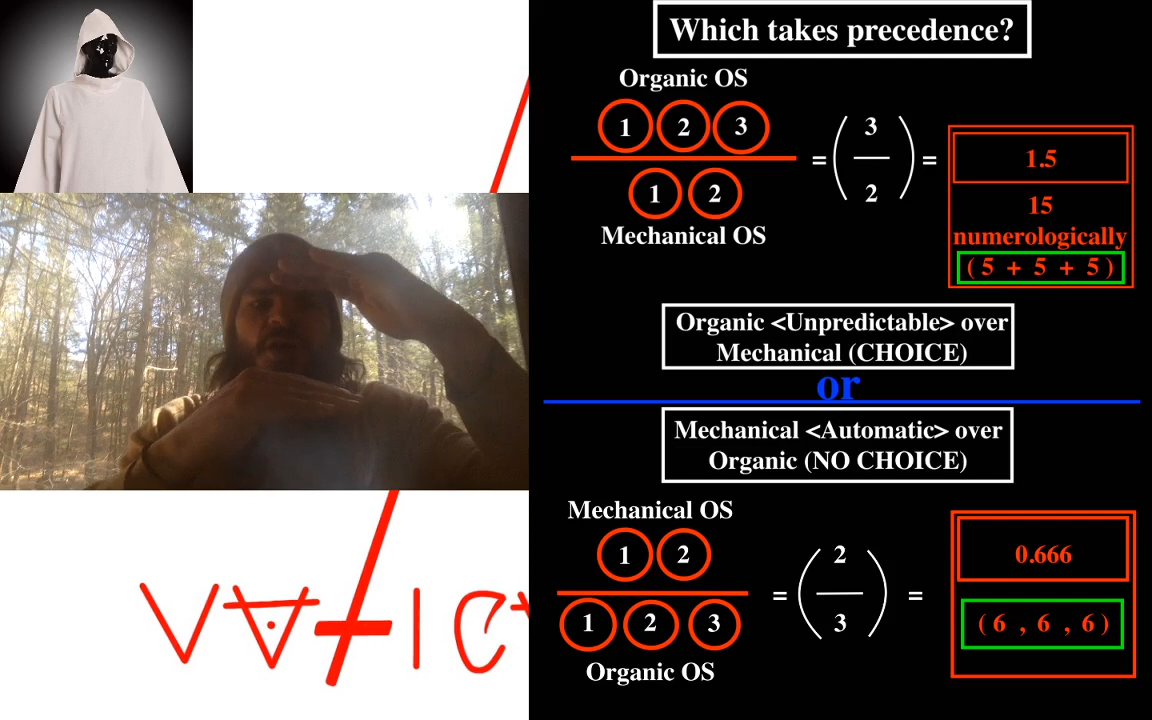 Which takes precedence?
Organic OS
1 2 3
1 2
Mechanical OS
= ( 3 / 2 ) =
1.5
15
numerologically
( 5 + 5 + 5 )
Organic <Unpredictable> over
Mechanical (CHOICE)
or
Mechanical <Automatic> over
Organic (NO CHOICE)
Mechanical OS
1 2
1 2 3
Organic OS
= ( 2 / 3 ) =
0.666
( 6 , 6 , 6 )